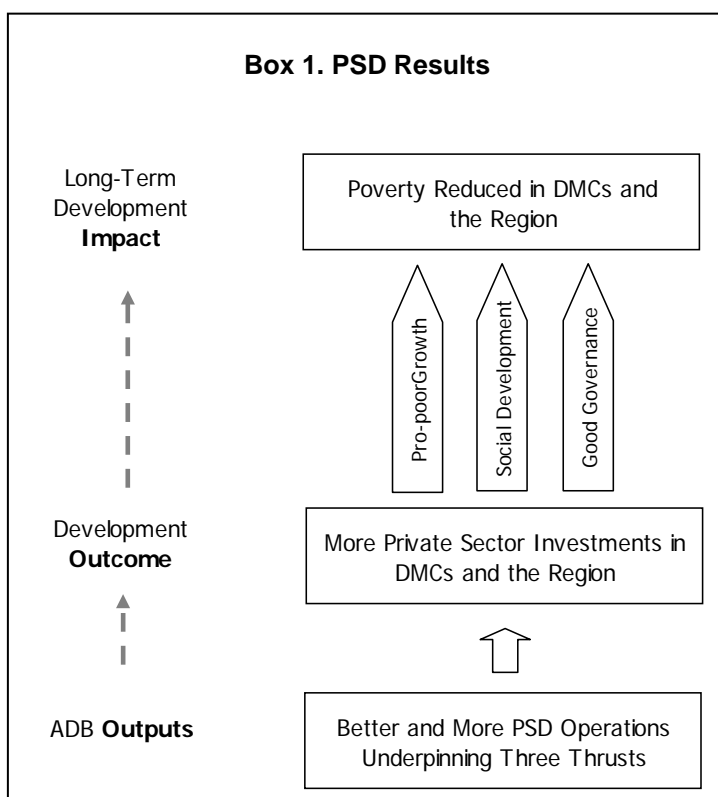 Box 1. PSD Results
Long-Term
Development
Impact
Poverty Reduced in DMCs and
the Region
Pro-poorGrowth
Social Development
Good Governance
Development
Outcome
More Private Sector Investments in
DMCs and the Region
ADB Outputs
Better and More PSD Operations
Underpinning Three Thrusts